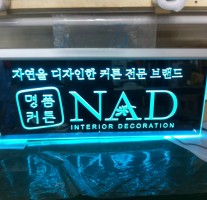 자연을 디자인한 커튼 전문 브랜드
명품
커튼
NAD
INTERIOR DECORATION